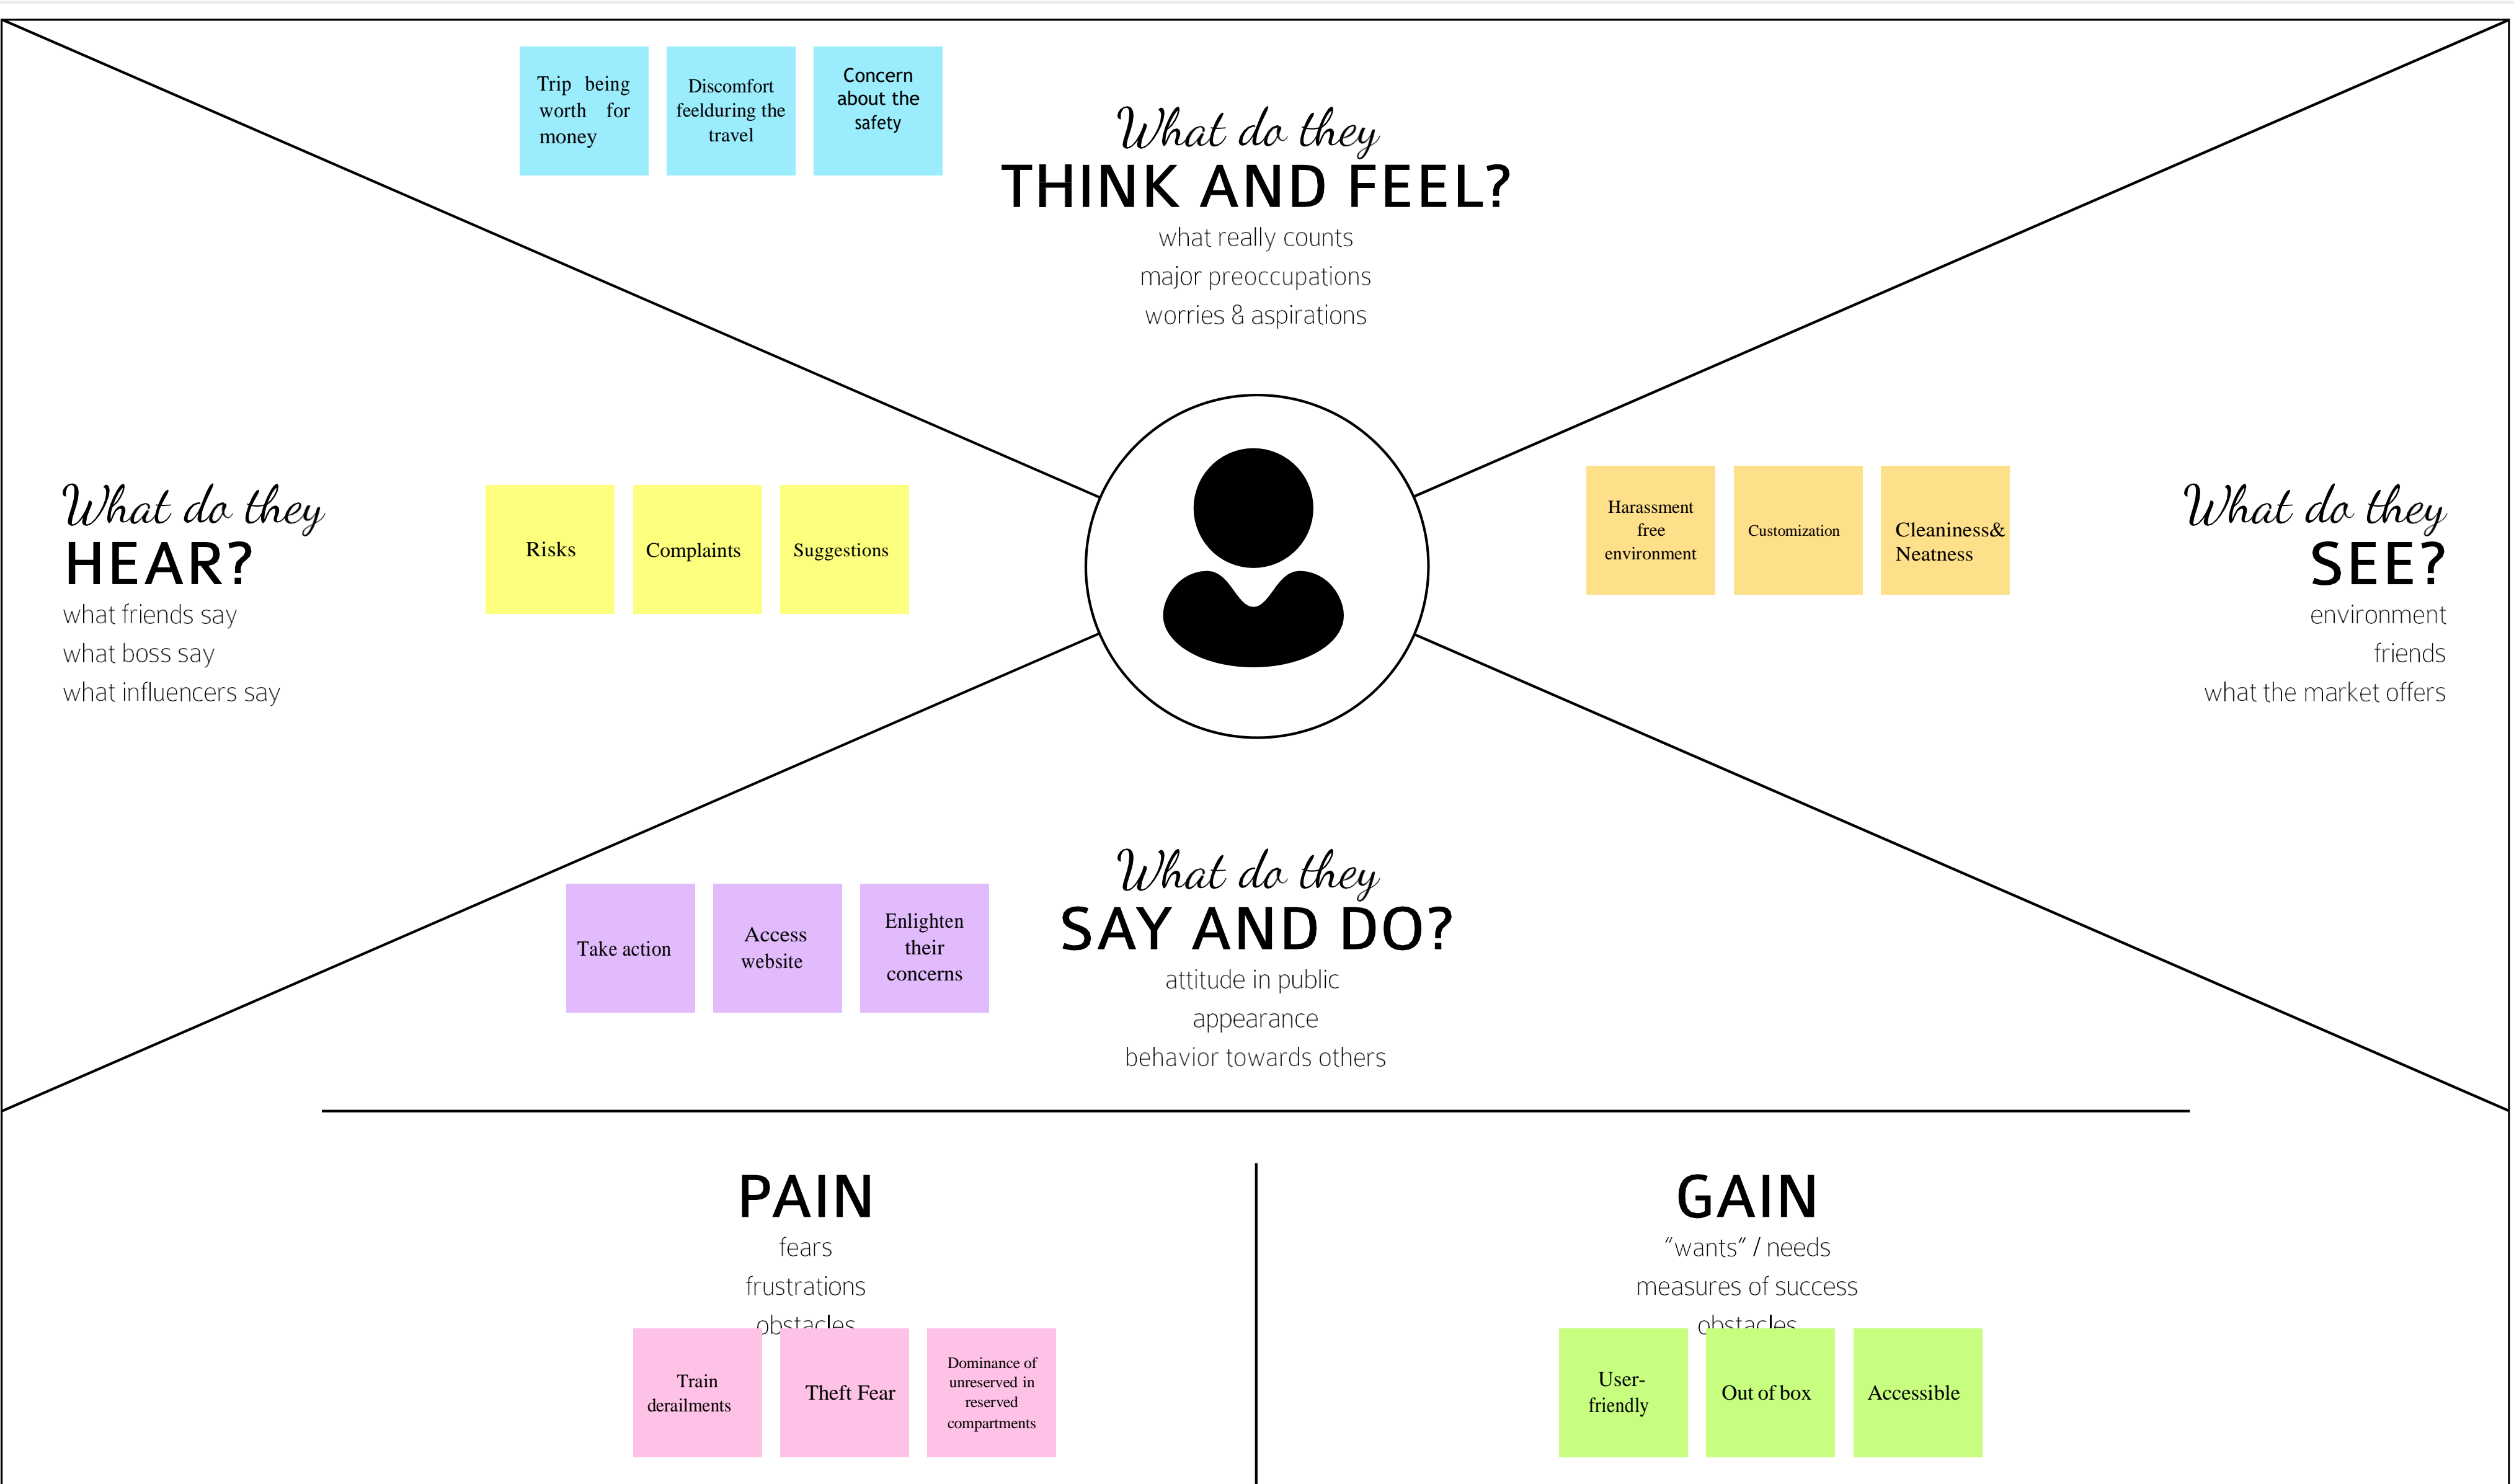 Trip being
worth for
money
Discomfort
feelduring the
travel
Concern
about the
safety
What do they
THINK AND FEEL?
what really counts
major preoccupations
worries & aspirations
What do they
HEAR?
what friends say
what boss say
what influencers say
Risks
Complaints
Suggestions
Harassment
free
environment
Customization
Cleaniness&
Neatness
What do they
SEE?
environment
friends
what the market offers
What do they
SAY AND DO?
attitude in public
appearance
behavior towards others
Take action
Access
website
Enlighten
their
concerns
PAIN
fears
frustrations
obstacles
Train
derailments
Theft Fear
Dominance of
unreserved in
reserved
compartments
GAIN
“wants” / needs
measures of success
obstacles
User-
friendly
Out of box
Accessible